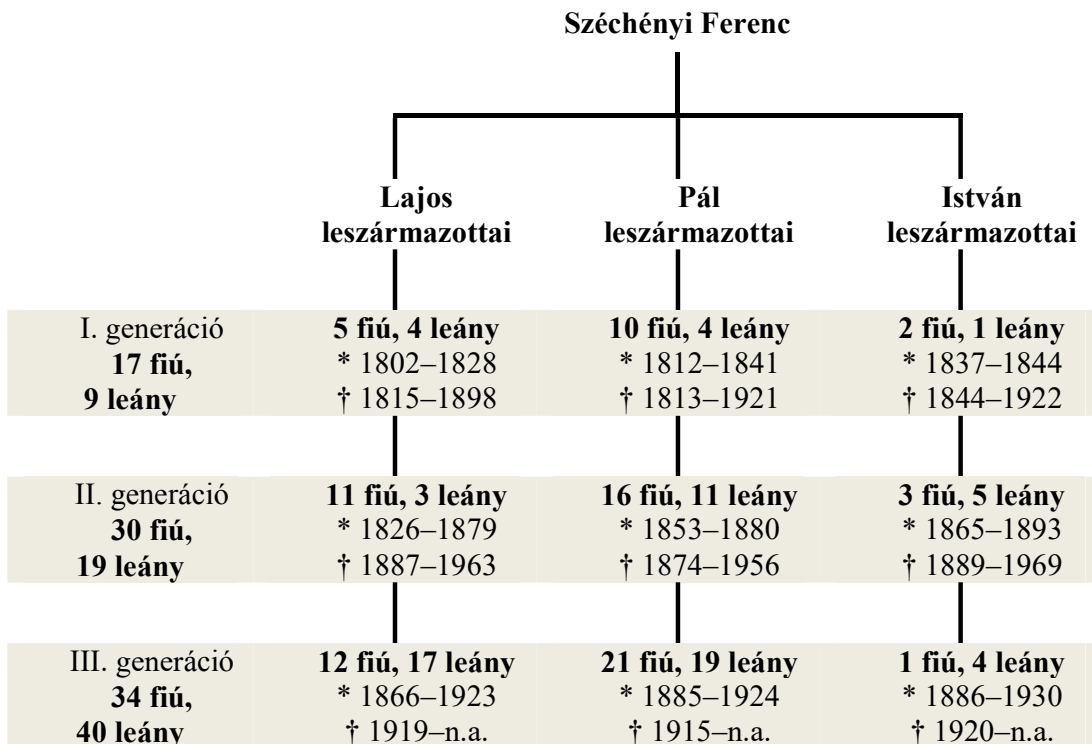 Széchényi Ferenc
Lajos
leszármazottai
Pál
leszármazottai
István
leszármazottai
I. generáció
17 fiú,
9 leány
5 fiú, 4 leány
* 1802–1828
† 1815–1898
10 fiú, 4 leány
* 1812–1841
† 1813–1921
2 fiú, 1 leány
* 1837–1844
† 1844–1922
II. generáció
30 fiú,
19 leány
11 fiú, 3 leány
* 1826–1879
† 1887–1963
16 fiú, 11 leány
* 1853–1880
† 1874–1956
3 fiú, 5 leány
* 1865–1893
† 1889–1969
III. generáció
34 fiú,
40 leány
12 fiú, 17 leány
* 1866–1923
† 1919–n.a.
21 fiú, 19 leány
* 1885–1924
† 1915–n.a.
1 fiú, 4 leány
* 1886–1930
† 1920–n.a.